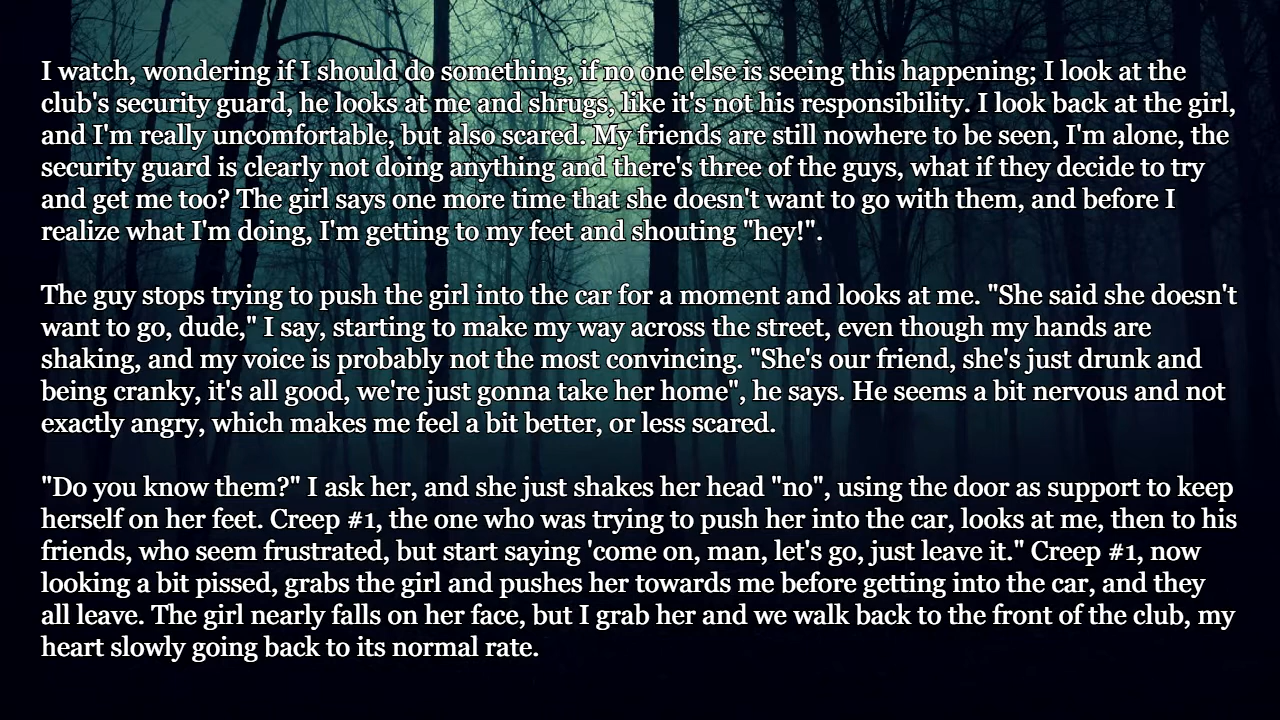 I watch, wondering if I should do something, if no one else is seeing this happening; I look at the
club's security guard, he looks at me and shrugs, like it's not his responsibility. I look back at the girl,
and I'm really uncomfortable, but also scared. My friends are still nowhere to be seen, I'm alone, the
security guard is clearly not doing anything and there's three of the guys, what if they decide to try
and get me too? The girl says one more time that she doesn't want to go with them, and before I
realize what I'm doing, I'm getting to my feet and shouting "hey!".
The guy stops trying to push the girl into the car for a moment and looks at me. "She said she doesn't
want to go, dude," I say, starting to make my way across the street, even though my hands are
shaking, and my voice is probably not the most convincing. "She's our friend, she's just drunk and
being cranky, it's all good, we're just gonna take her home", he says. He seems a bit nervous and not
exactly angry, which makes me feel a bit better, or less scared.
"Do you know them?" I ask her, and she just shakes her head "no", using the door as support to keep
herself on her feet. Creep #1, the one who was trying to push her into the car, looks at me, then to his
friends, who seem frustrated, but start saying 'come on, man, let's go, just leave it." Creep #1, now
looking a bit pissed, grabs the girl and pushes her towards me before getting into the car, and they
all leave. The girl nearly falls on her face, but I grab her and we walk back to the front of the club, my
heart slowly going back to its normal rate.